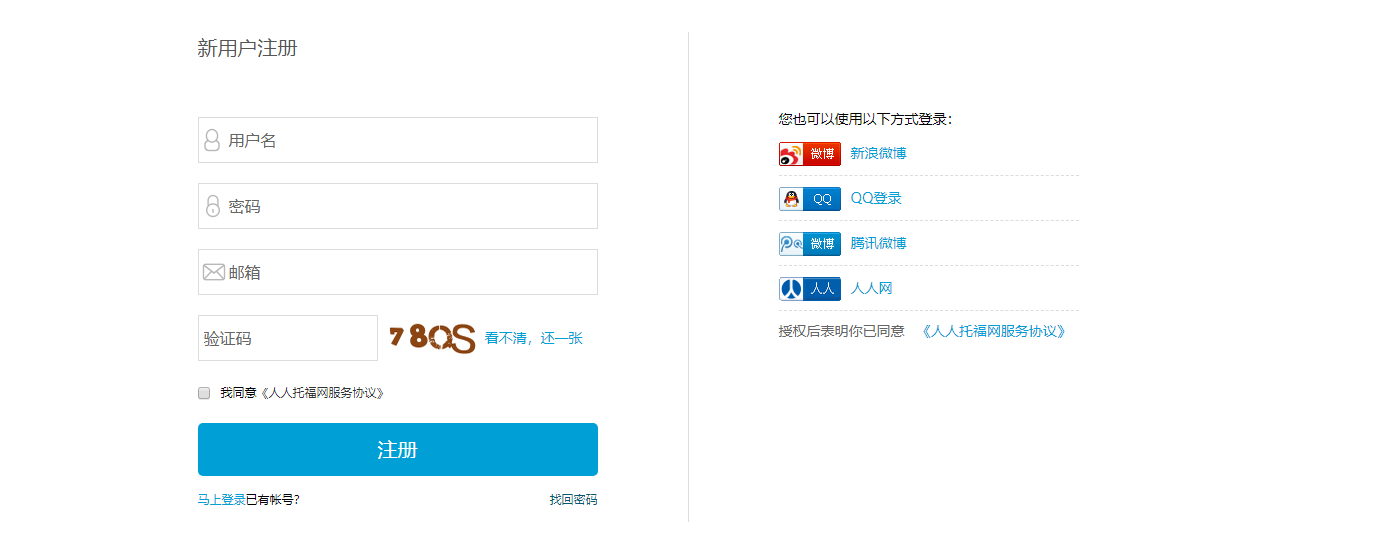 新用户注册
用户名
密码
邮箱
验证码
78QS
看不清，还一张
我同意《人人托福网服务协议》
注册
马上登录已有帐号?
找回密码
您也可以使用以下方式登录：
微博 新浪微博
QQ QQ登录
微博 腾讯微博
人人 人人网
授权后表明你已同意 《人人托福网服务协议》